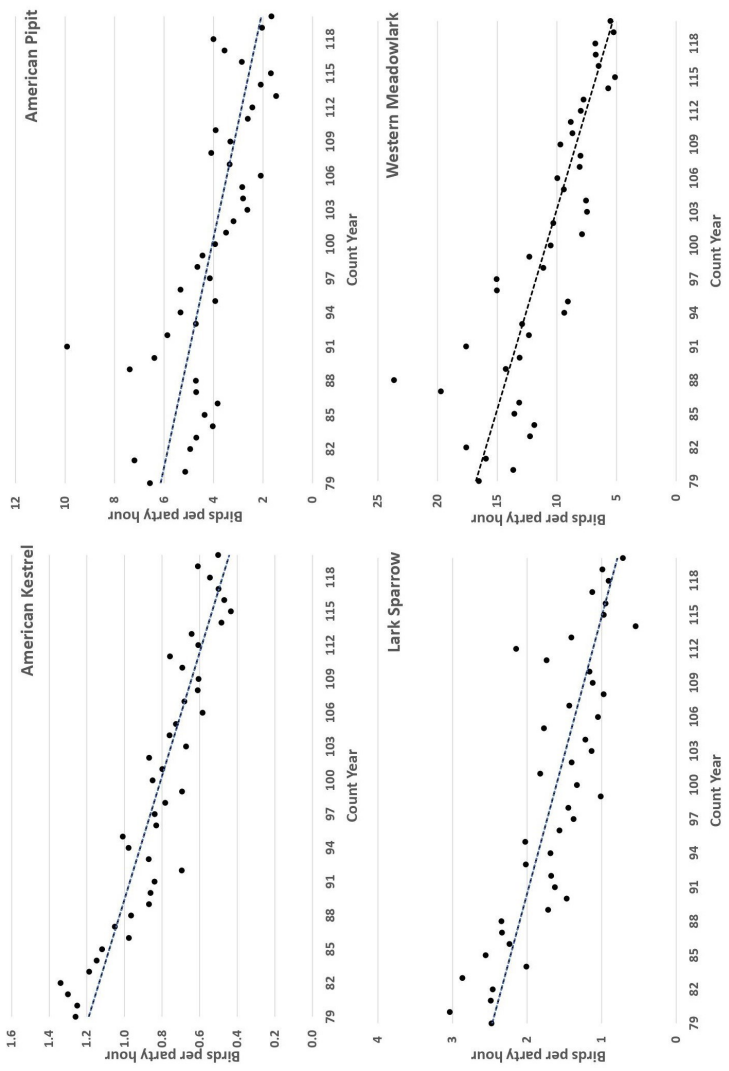 American Kestrel
1.6
1.4
1.2
1.0
0.8
0.6
0.4
0.2
0.0
Birds per party hour
79 82 85 88 91 94 97 100 103 106 109 112 115 118
Count Year
American Pipit
12
10
8
6
4
2
0
Birds per party hour
79 82 85 88 91 94 97 100 103 106 109 112 115 118
Count Year
Lark Sparrow
4
3
2
1
0
Birds per party hour
79 82 85 88 91 94 97 100 103 106 109 112 115 118
Count Year
Western Meadowlark
25
20
15
10
5
0
Birds per party hour
79 82 85 88 91 94 97 100 103 106 109 112 115 118
Count Year